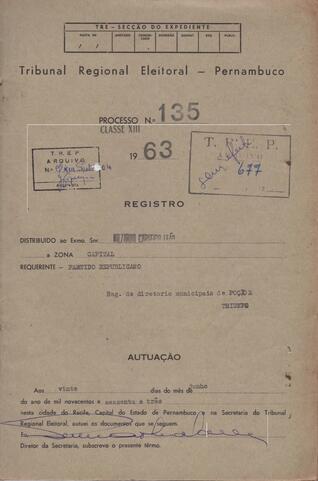 TRE - SECÇÃO DO EXPEDIENTE
Tribunal Regional Eleitoral — Pernambuco
PROCESSO N.o 135
CLASSE XIII
1963
T. R. E. P.
ARQUIVO
T. R. E. P.
677
REGISTRO
DISTRIBUIDO ao Exmo. Snr.
a ZONA CAPITAL
REQUERENTE - PARTIDO REPUBLICANO
Reg. de diretorio municipais de POÇÃO E
TRIUNFO
AUTUAÇÃO
Aos vinte dias do mês de Junho
do ano de mil novecentos e sessenta e três
nesta cidade do Recife, Capital do Estado de Pernambuco e na Secretaria do Tribunal
Regional Eleitoral, autuei os documentos que se seguem.
Eu
Diretor da Secretaria, subscrevo o presente têrmo.